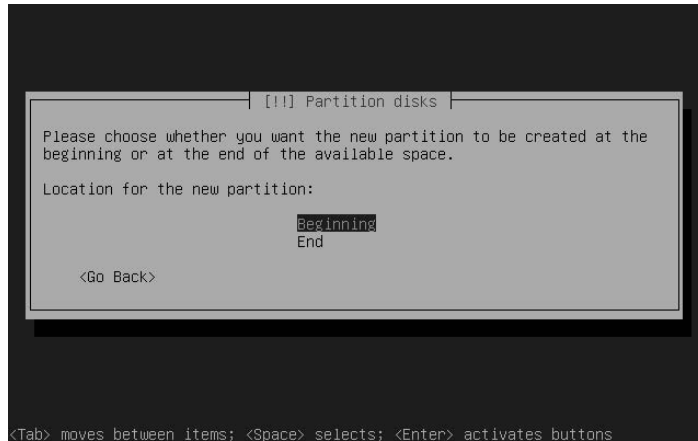 [!!] Partition disks
Please choose whether you want the new partition to be created at the
beginning or at the end of the available space.
Location for the new partition:
Beginning
End
<Go Back>
<Tab> moves between items; <Space> selects; <Enter> activates buttons